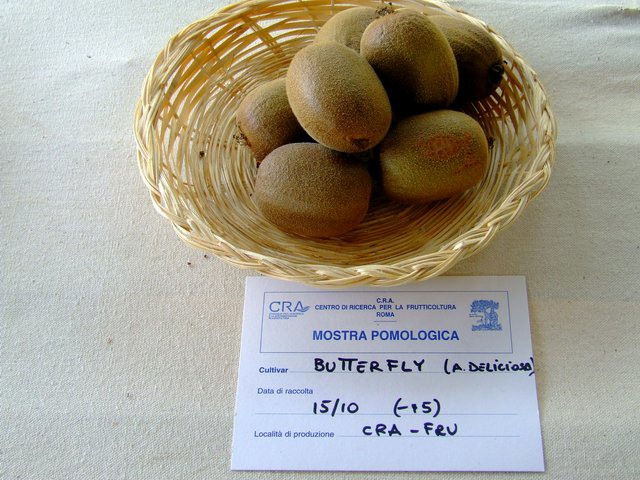 CRA
C.R.A.
CENTRO DI RICERCA PER LA FRUTTICOLTURA
ROMA
MOSTRA POMOLOGICA
Cultivar BUTTERFLY (A. DELICIOSA)
Data di raccolta
15/10 (-15)
Località di produzione CRA - FRU